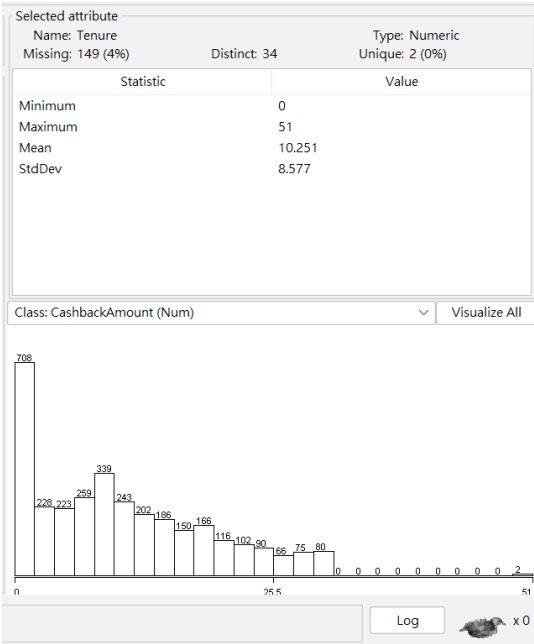 Selected attribute
Name: Tenure Type: Numeric
Missing: 149 (4%) Distinct: 34 Unique: 2 (0%)
Statistic Value
Minimum 0
Maximum 51
Mean 10.251
StdDev 8.577
Class: CashbackAmount (Num) Visualize All
708
228 223 259 339 243 202 186 150 166 116 102 90 66 75 80 0 0 0 0 0 0 0 0 0 2
0 25.5 51
Log x 0